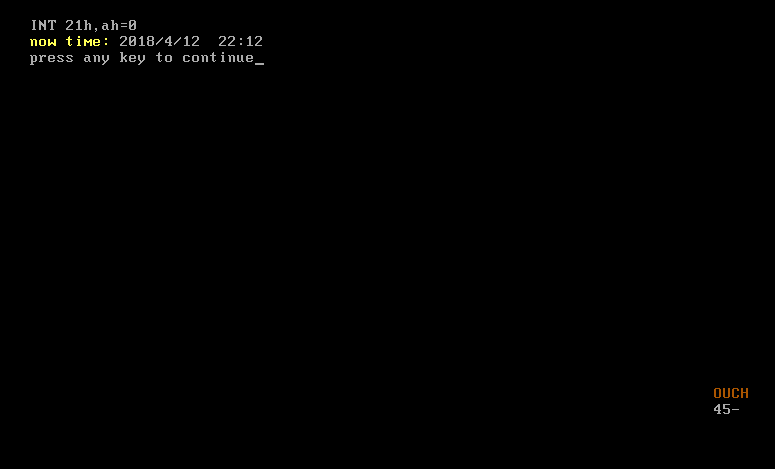 INT 21h,ah=0
now time: 2018/4/12  22:12
press any key to continue_
OUCH
45-